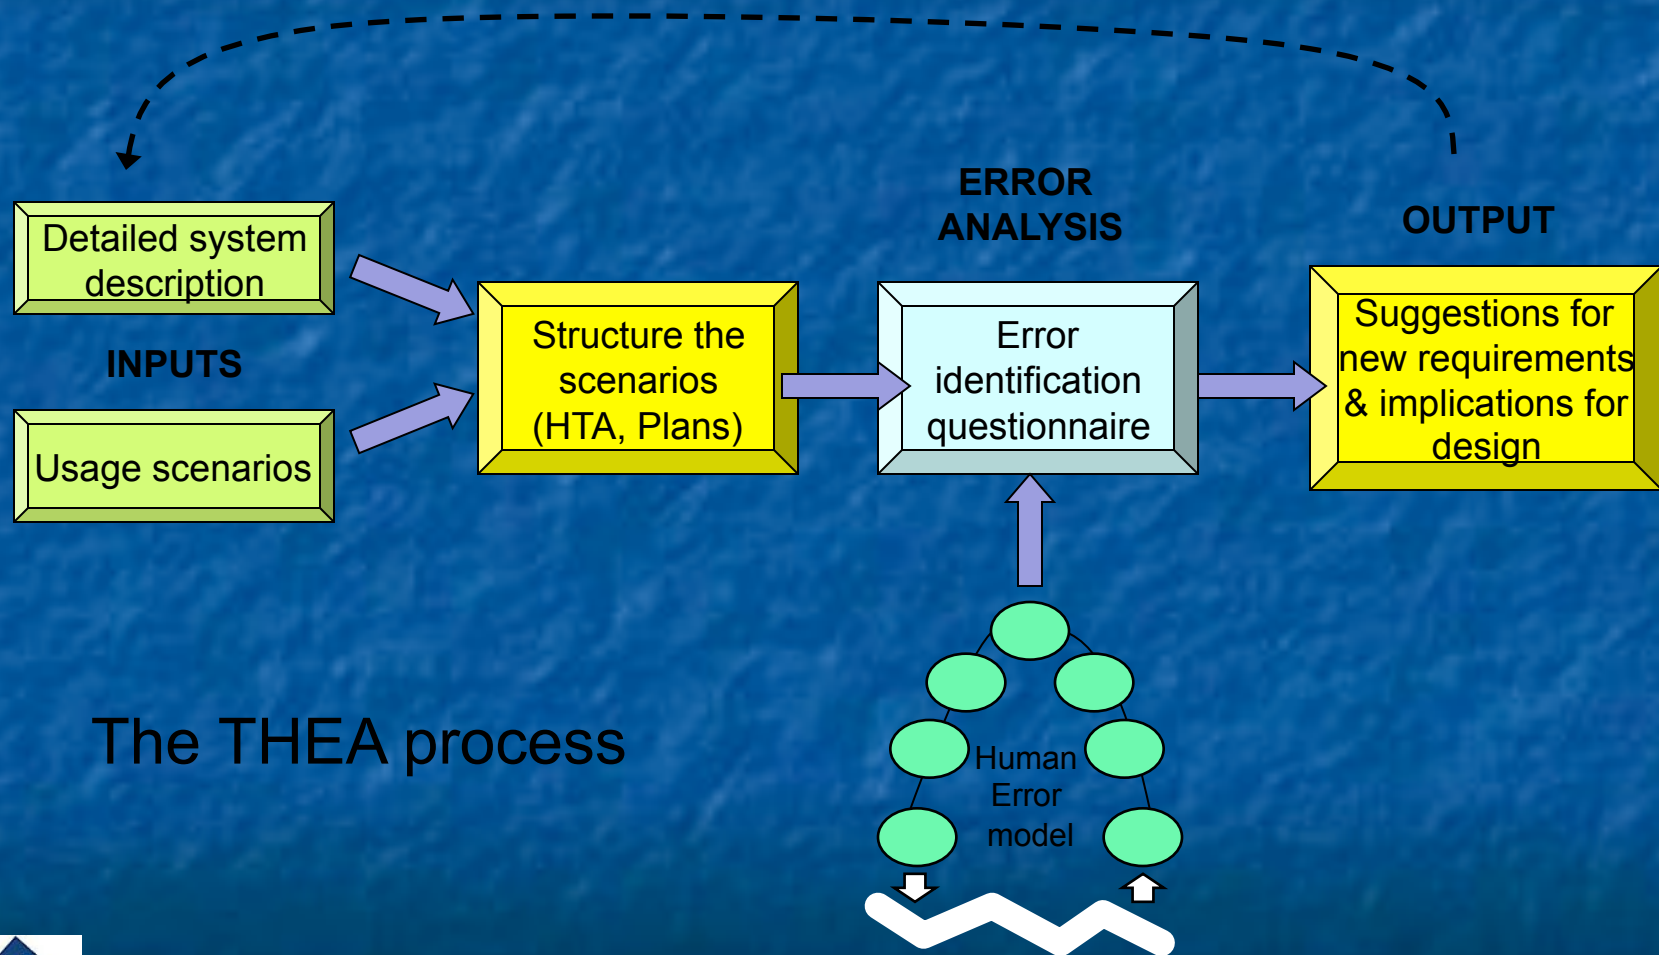 Detailed system
description
INPUTS
Usage scenarios
Structure the
scenarios
(HTA, Plans)
ERROR
ANALYSIS
Error
identification
questionnaire
OUTPUT
Suggestions for
new requirements
& implications for
design
The THEA process
Human
Error
model